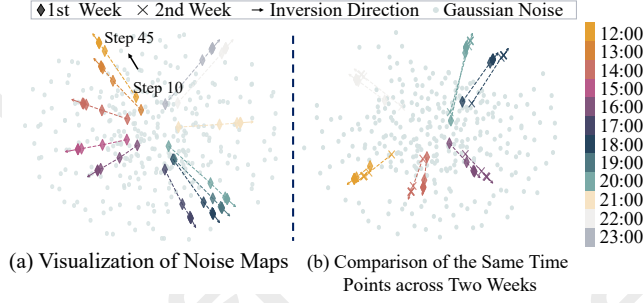 1st Week 2nd Week Inversion Direction Gaussian Noise
Step 45
Step 10
12:00
13:00
14:00
15:00
16:00
17:00
18:00
19:00
20:00
21:00
22:00
23:00
(a) Visualization of Noise Maps
(b) Comparison of the Same Time
Points across Two Weeks